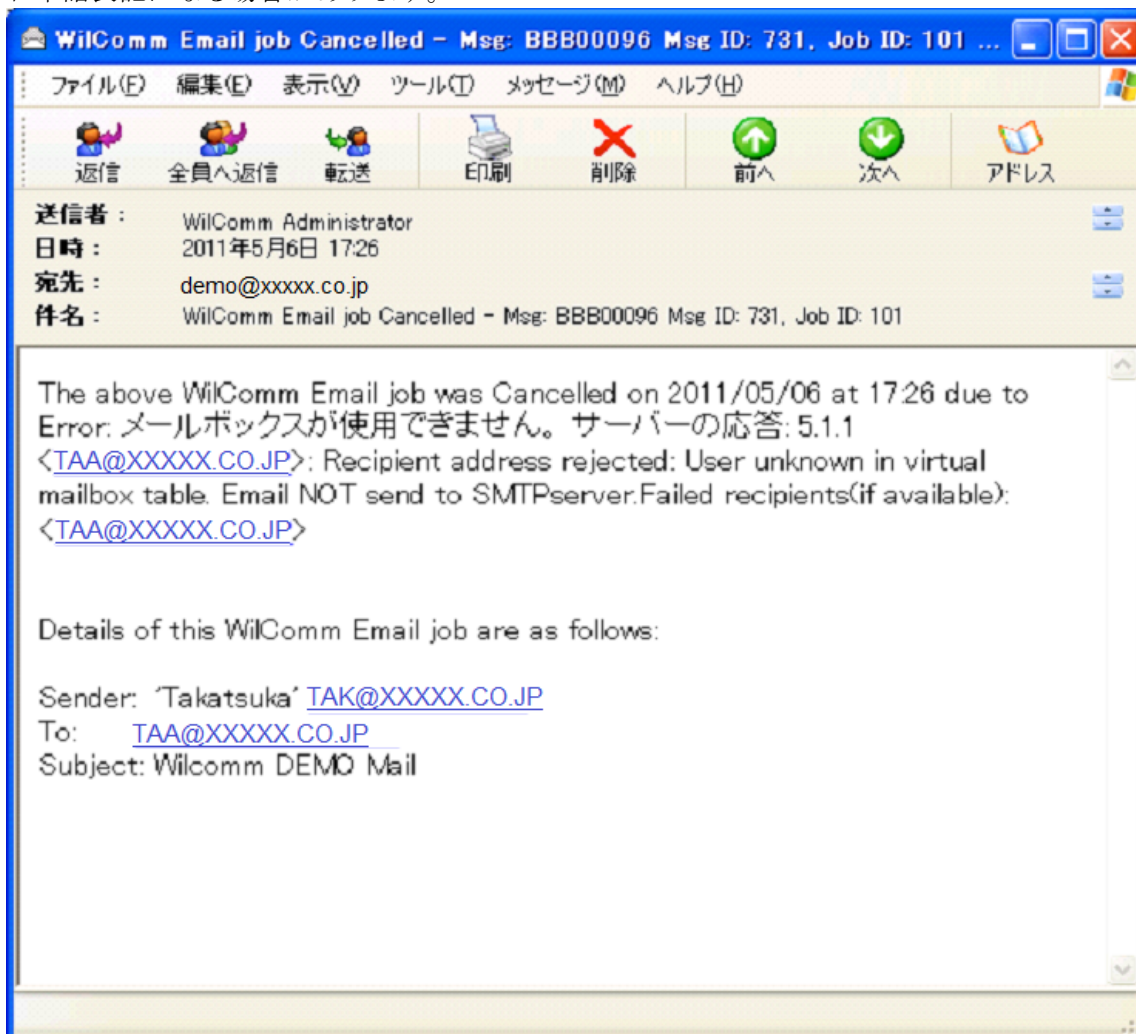 WilComm Email job Cancelled - Msg: BBB00096 Msg ID: 731, Job ID: 101 ...
ファイル(F) 編集(E) 表示(V) ツール(T) メッセージ(M) ヘルプ(H)
返信 全員へ返信 転送 印刷 削除 前へ 次へ アドレス
送信者: WilComm Administrator
日時: 2011年5月6日 17:26
宛先: demo@xxxxx.co.jp
件名: WilComm Email job Cancelled - Msg: BBB00096 Msg ID: 731, Job ID: 101
The above WilComm Email job was Cancelled on 2011/05/06 at 17:26 due to
Error: メールボックスが使用できません。 サーバーの応答: 5.1.1
<TAA@XXXXX.CO.JP>: Recipient address rejected: User unknown in virtual
mailbox table. Email NOT send to SMTPserver.Failed recipients(if available):
<TAA@XXXXX.CO.JP>
Details of this WilComm Email job are as follows:
Sender: 'Takatsuka' TAK@XXXXX.CO.JP
To: TAA@XXXXX.CO.JP
Subject: Wilcomm DEMO Mail